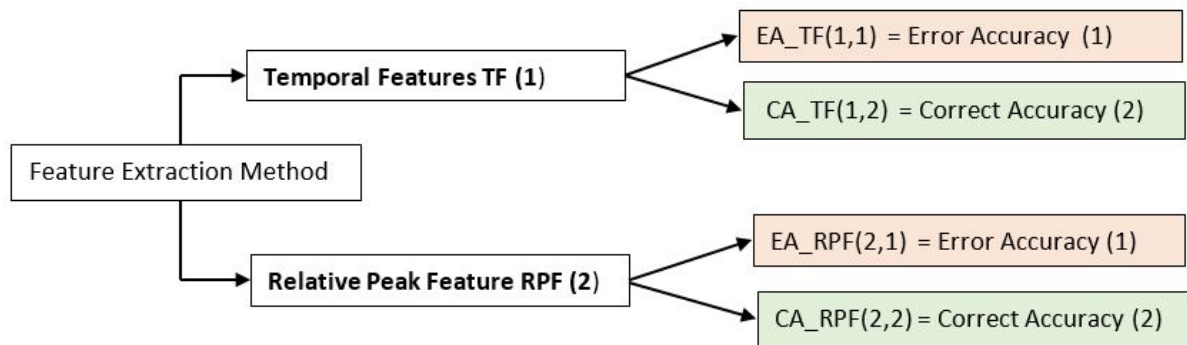 EA_TF(1,1) = Error Accuracy (1)
Temporal Features TF (1)
CA_TF(1,2) = Correct Accuracy (2)
Feature Extraction Method
EA_RPF(2,1) = Error Accuracy (1)
Relative Peak Feature RPF (2)
CA_RPF(2,2) = Correct Accuracy (2)